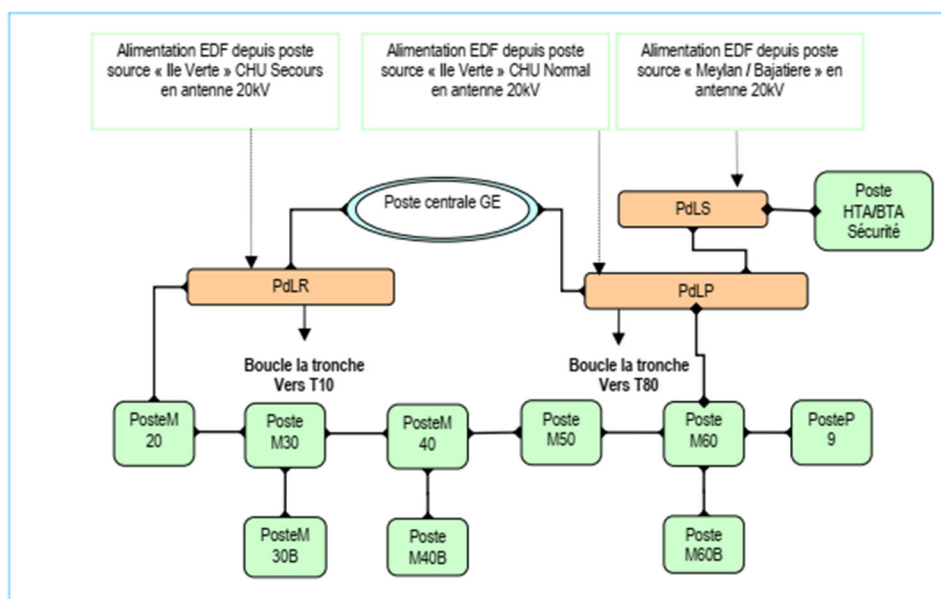 Alimentation EDF depuis poste
source « Ile Verte » CHU Secours
en antenne 20kV
Alimentation EDF depuis poste
source « Ile Verte » CHU Normal
en antenne 20kV
Alimentation EDF depuis poste
source « Meylan / Bajatiere » en
antenne 20kV
Poste centrale GE
PdLS
Poste
HTA/BTA
Sécurité
PdLR
PdLP
Boucle la tronche
Vers T10
Boucle la tronche
Vers T80
PosteM
20
Poste
M30
PosteM
40
Poste
M50
Poste
M60
PosteP
9
PosteM
30B
Poste
M40B
Poste
M60B